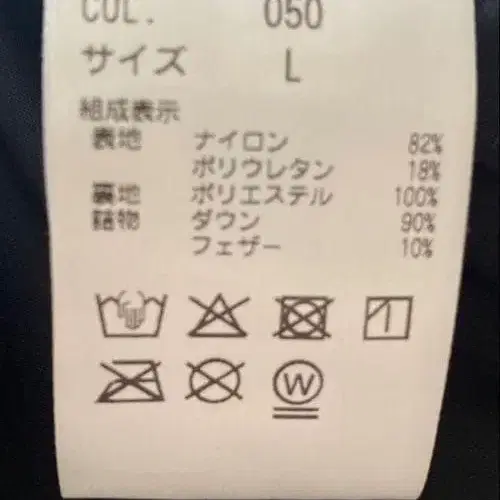 COL. 050
サイズ L
組成表示
表地 ナイロン 82%
ポリウレタン 18%
裏地 ポリエステル 100%
詰物 ダウン 90%
フェザー 10%
W